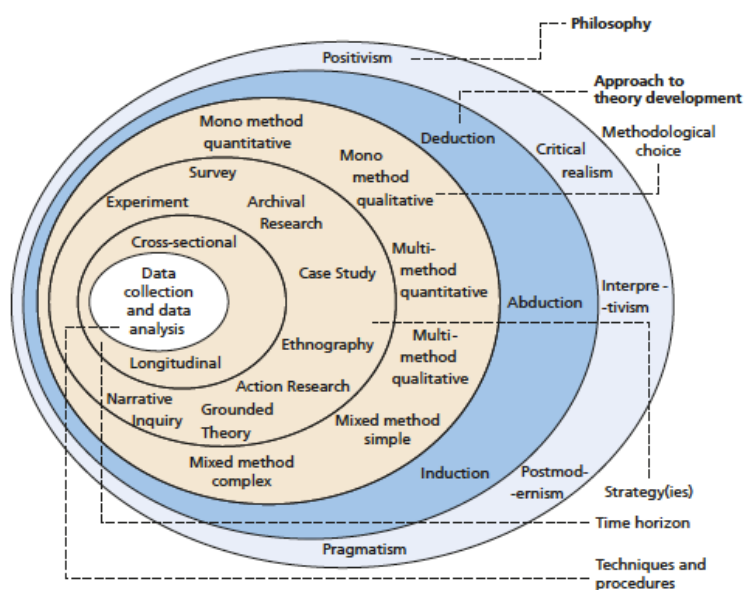 Philosophy
Positivism
Approach to
theory development
Mono method
quantitative
Deduction
Methodological
choice
Critical
realism
Mono
method
qualitative
Survey
Experiment
Archival
Research
Cross-sectional
Multi-
method
quantitative
Case Study
Data
collection
and data
analysis
Abduction
Interpre-
-tivism
Ethnography
Multi-
method
qualitative
Longitudinal
Action Research
Narrative
Inquiry
Grounded
Theory
Mixed method
simple
Mixed method
complex
Induction
Postmod-
-ernism
Strategy(ies)
Time horizon
Pragmatism
Techniques and
procedures